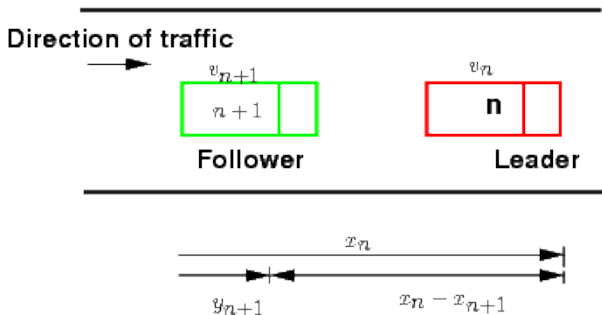 Direction of traffic
v_{n+1} v_n
n + 1 n
Follower Leader
x_n
y_{n+1} x_n − x_{n+1}